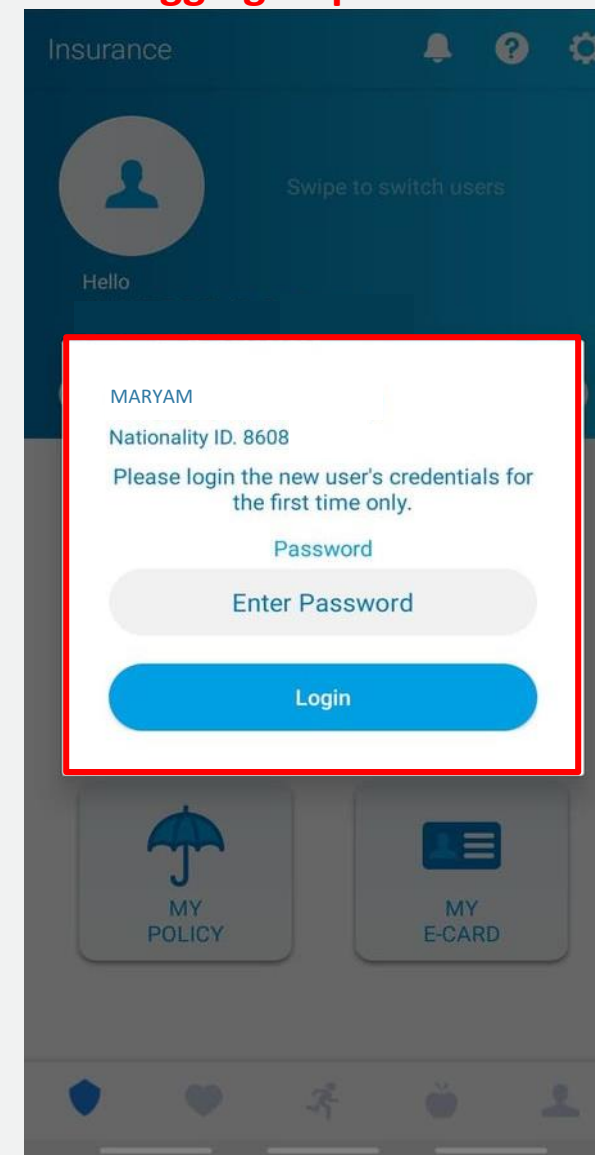 Insurance
Swipe to switch users
Hello
MARYAM
Nationality ID. 8608
Please login the new user's credentials for
the first time only.
Password
Enter Password
Login
MY
POLICY
MY
E-CARD